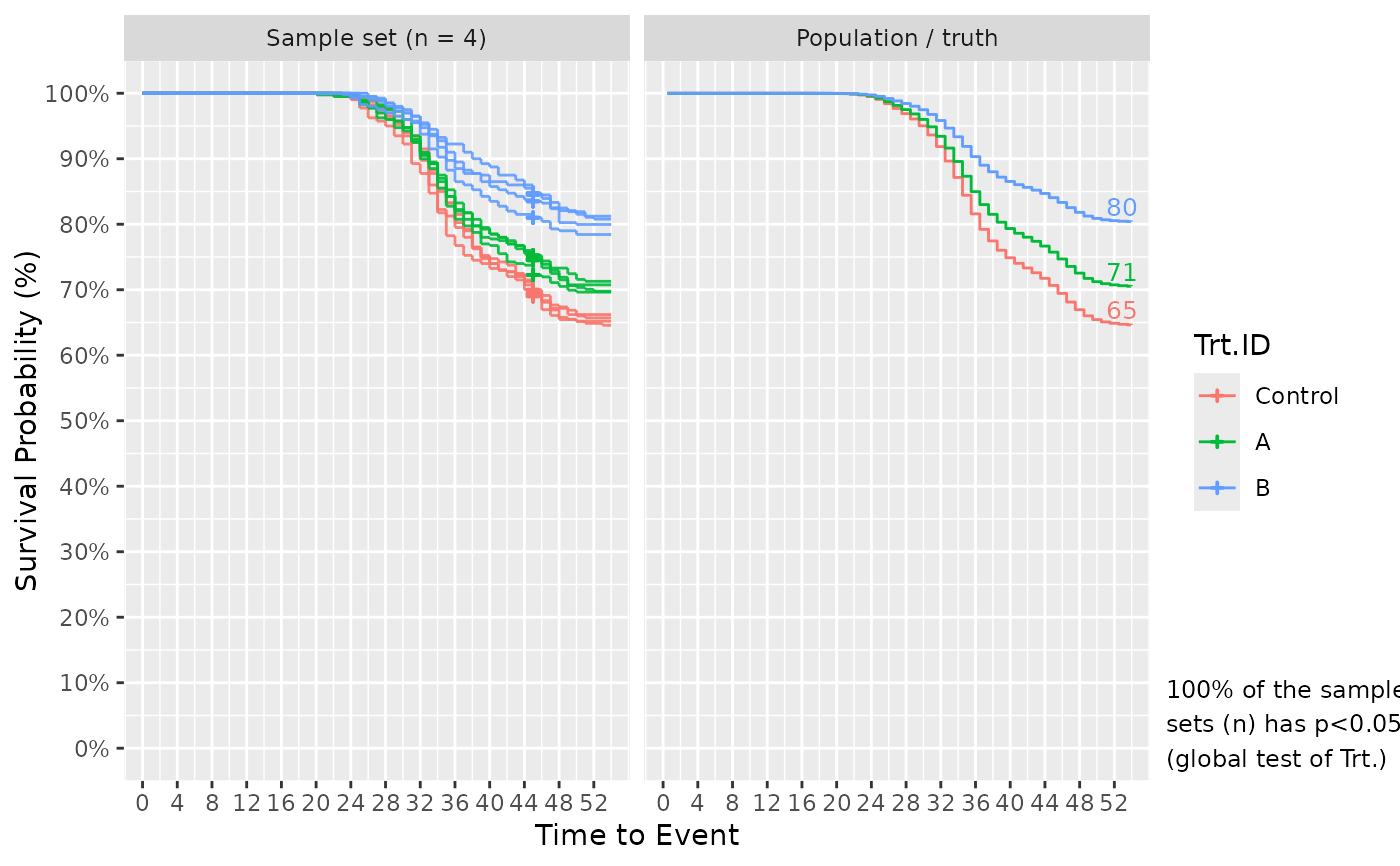 Sample set (n = 4)
Population / truth
Survival Probability (%)
100%
90%
80%
70%
60%
50%
40%
30%
20%
10%
0%
80
71
65
0 4 8 12 16 20 24 28 32 36 40 44 48 52
0 4 8 12 16 20 24 28 32 36 40 44 48 52
Time to Event
Trt.ID
Control
A
B
100% of the sample
sets (n) has p<0.05
(global test of Trt.)